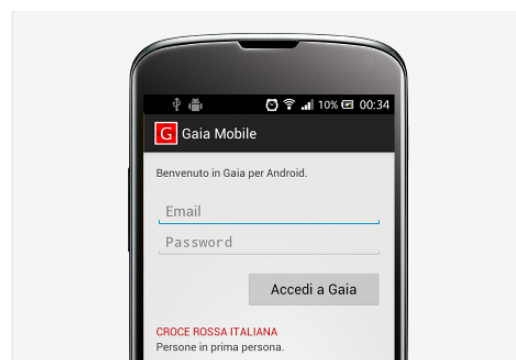 10% 00:34
G Gaia Mobile
Benvenuto in Gaia per Android.
Email
Password
Accedi a Gaia
CROCE ROSSA ITALIANA
Persone in prima persona.